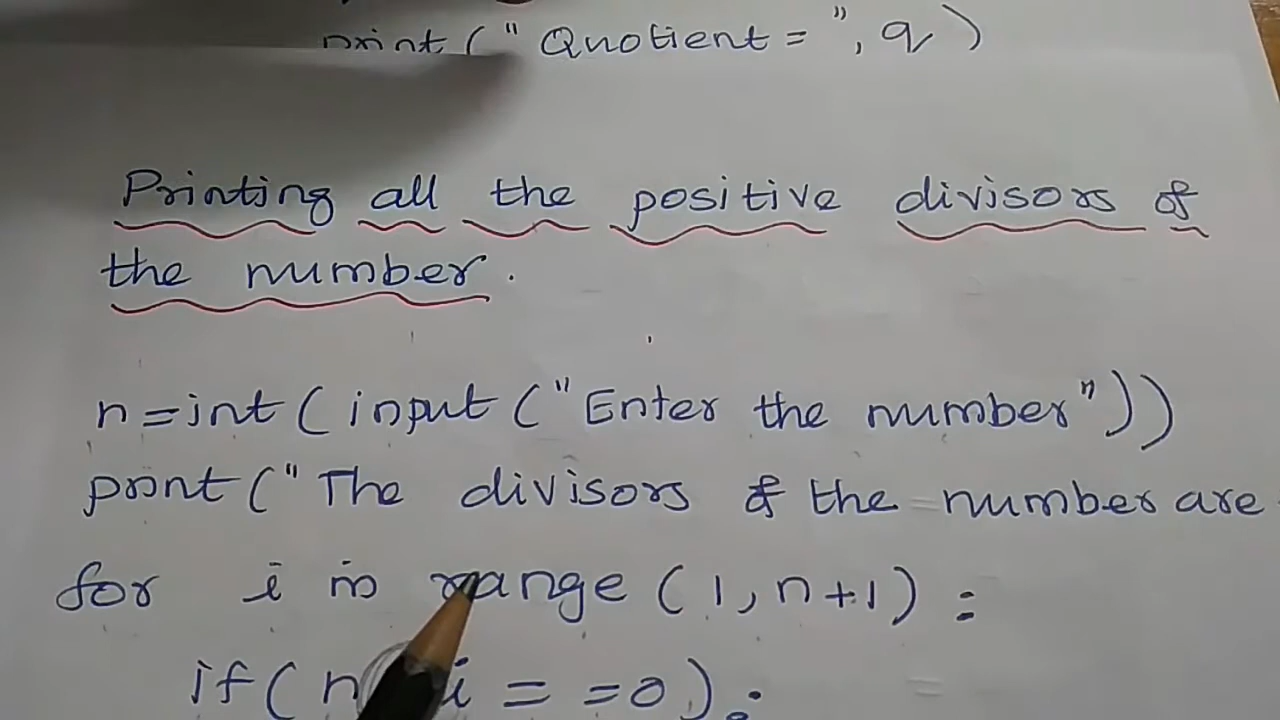 print (" Quotient = ", q)
Printing all the positive divisors of
the number.
n=int ( input ("Enter the number"))
print (" The divisors of the number are
for i in range (1, n+1) :
if( n i = =0) :